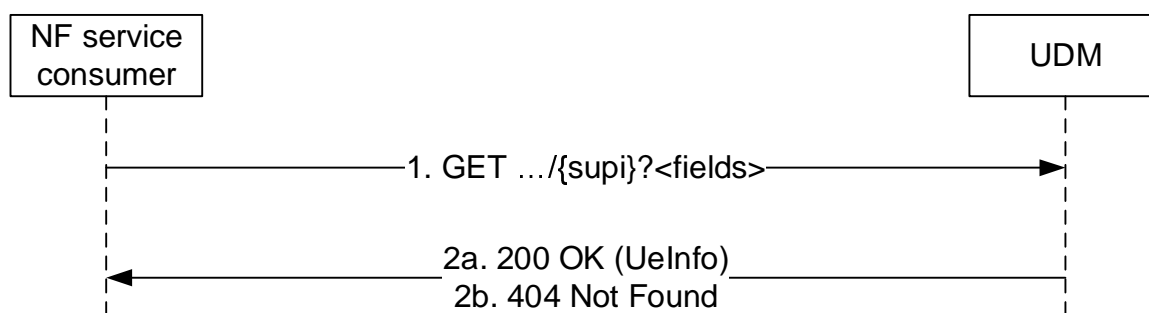 NF service
consumer
UDM
1. GET …/{supi}?<fields>
2a. 200 OK (UeInfo)
2b. 404 Not Found